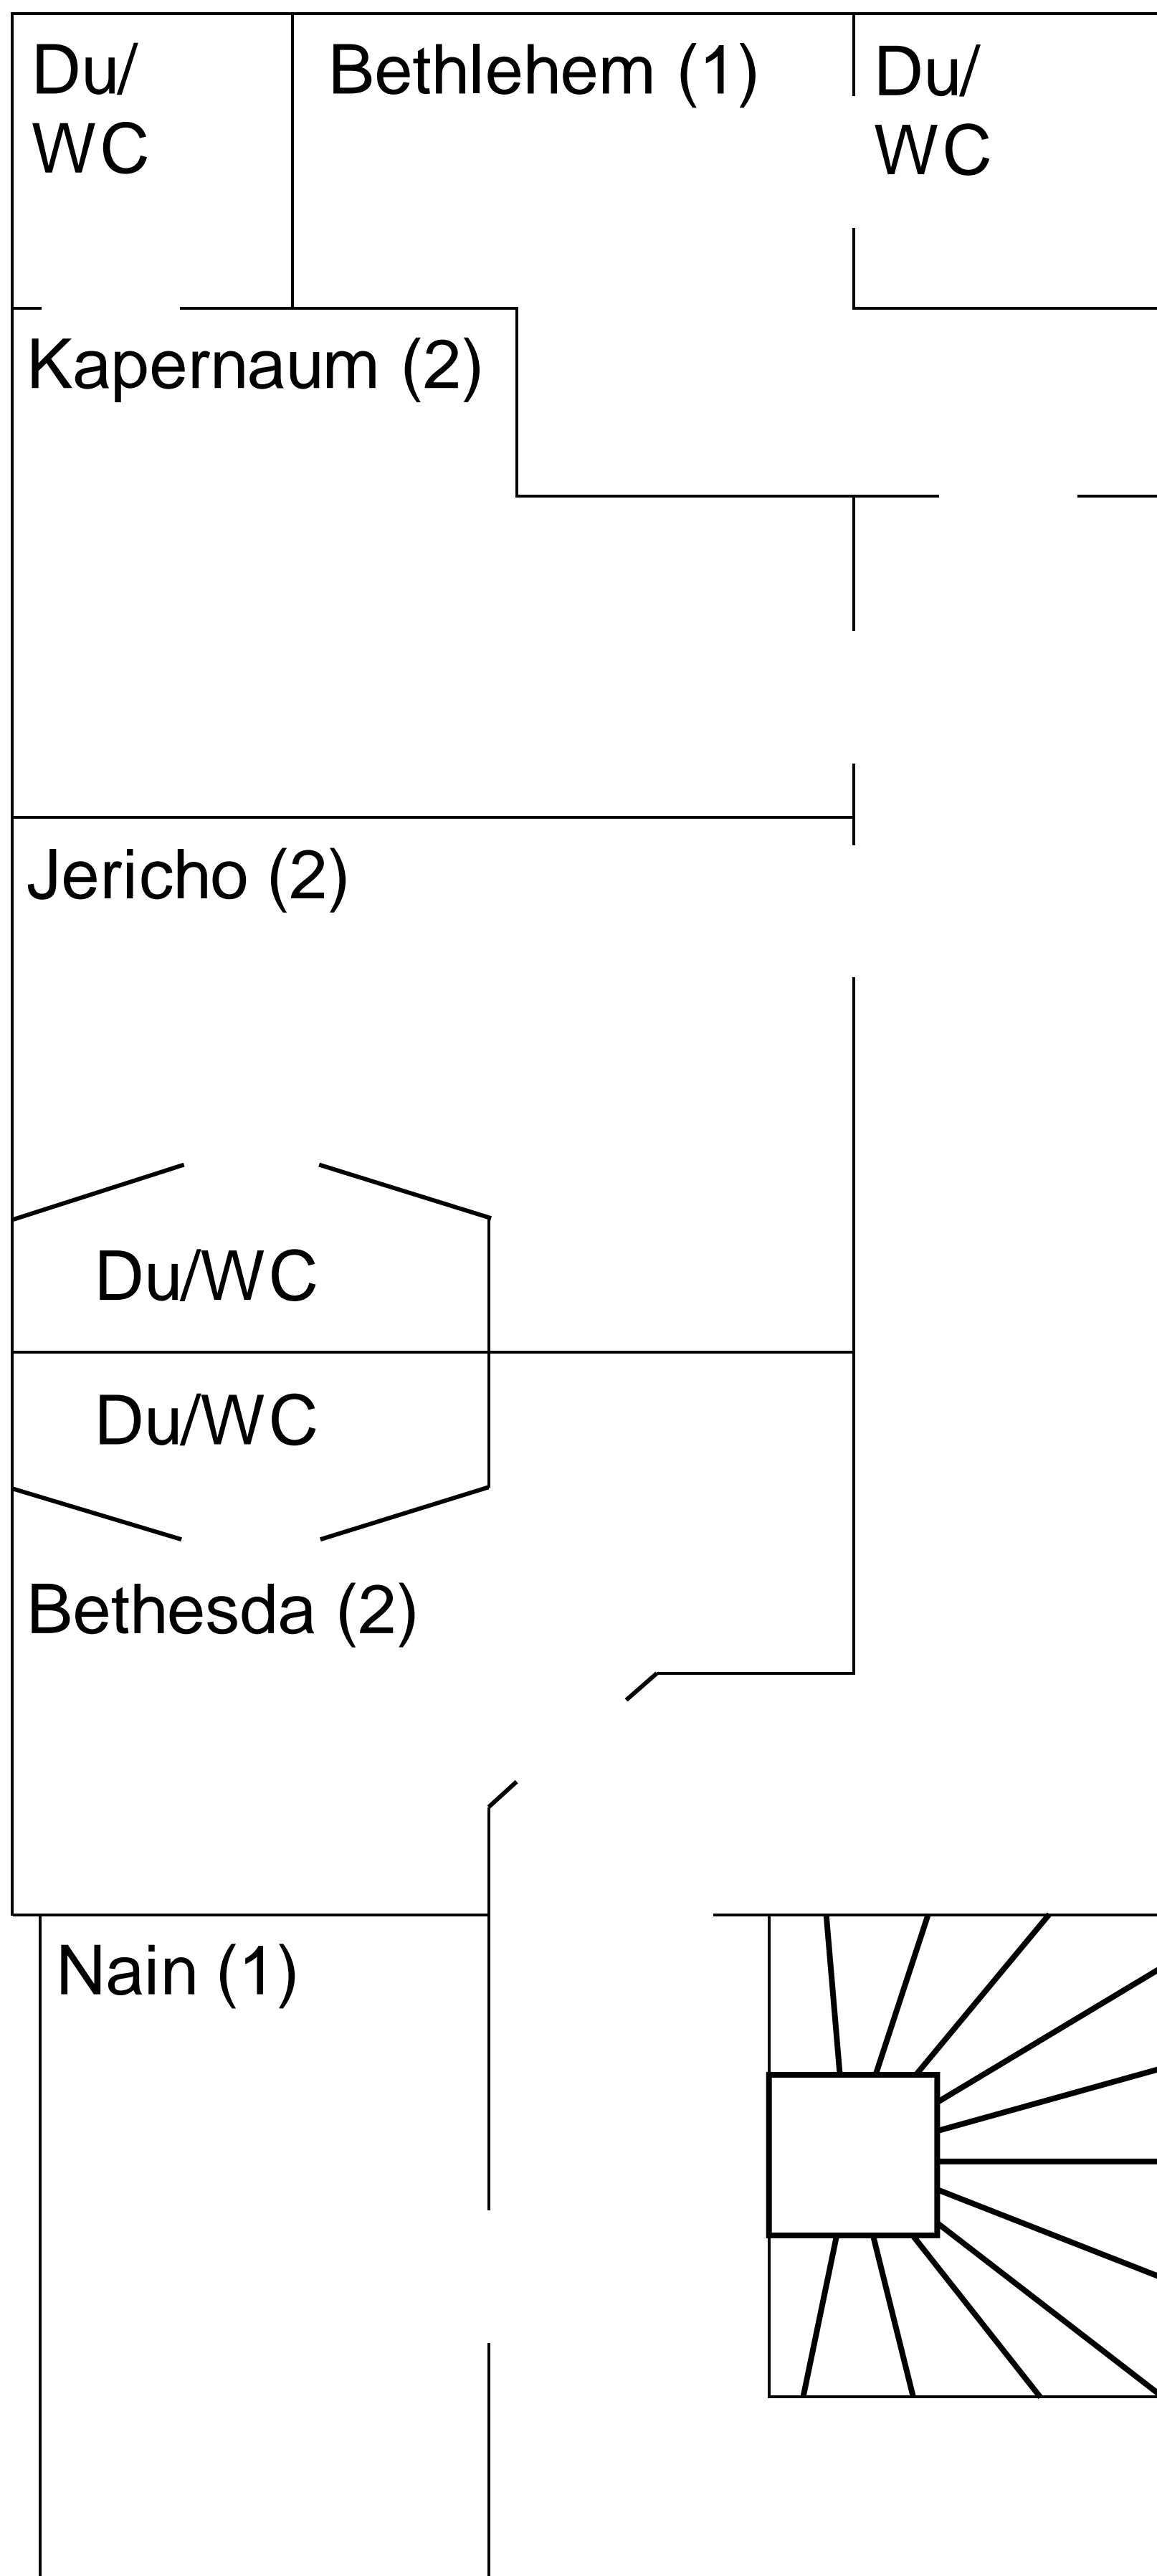 Du/
WC
Bethlehem (1)
Du/
WC
Kapernaum (2)
Jericho (2)
Du/WC
Du/WC
Bethesda (2)
Nain (1)